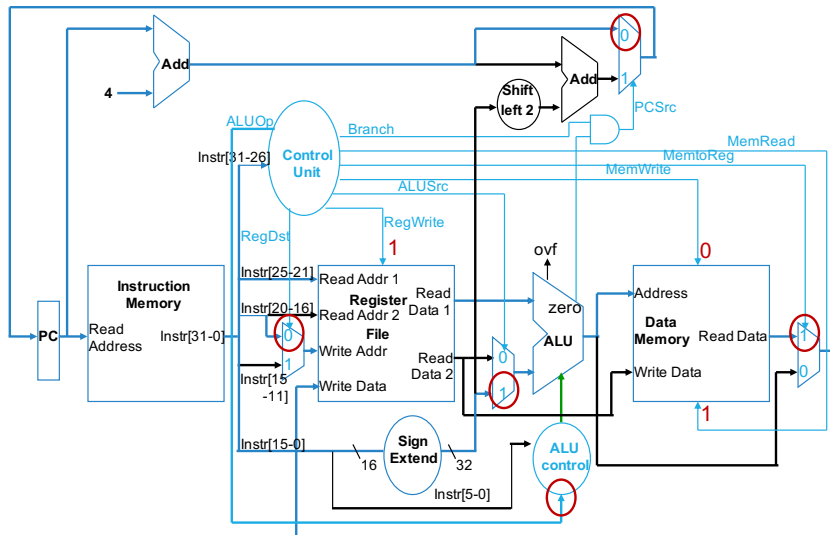 0
Add
Add
4
Shift
left 2
1
PCSrc
ALUOp
Branch
MemRead
Instr[31-26]
Control
Unit
MemtoReg
MemWrite
ALUSrc
RegDst
RegWrite
1
0
ovf
Instruction
Memory
Instr[25-21]
Read Addr 1
Register
File
Read
Data 1
zero
Address
Instr[20-16]
Read Addr 2
PC
Read
Address
Instr[31-0]
0
Write Addr
ALU
Data
Memory
Read Data
1
1
Read
Data 2
0
Instr[15
-11]
Write Data
1
Write Data
0
1
Instr[15-0]
Sign
Extend
16
32
ALU
control
Instr[5-0]